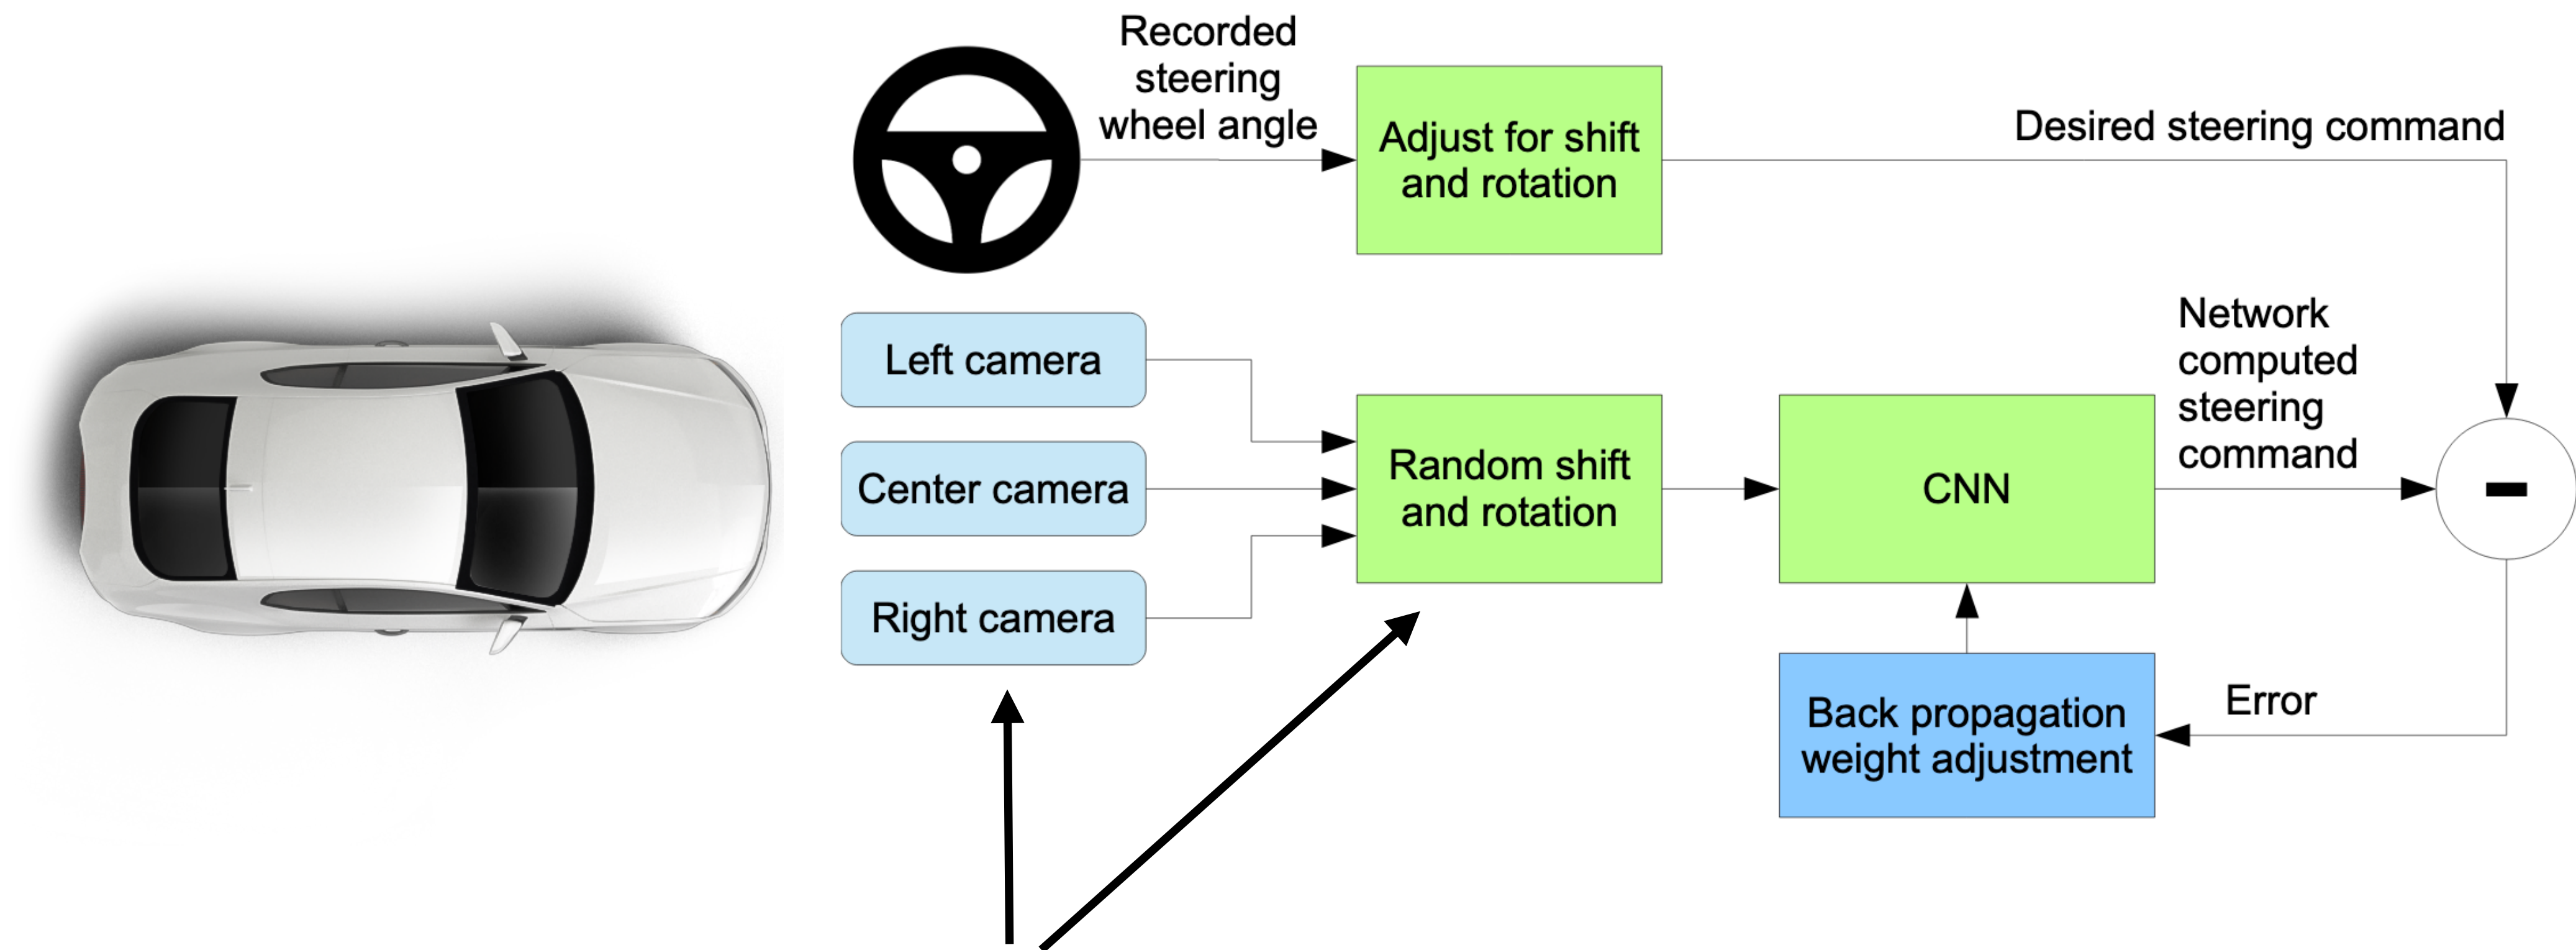 Recorded
steering
wheel angle
Adjust for shift
and rotation
Desired steering command
Left camera
Center camera
Right camera
Random shift
and rotation
CNN
Network
computed
steering
command
-
Back propagation
weight adjustment
Error